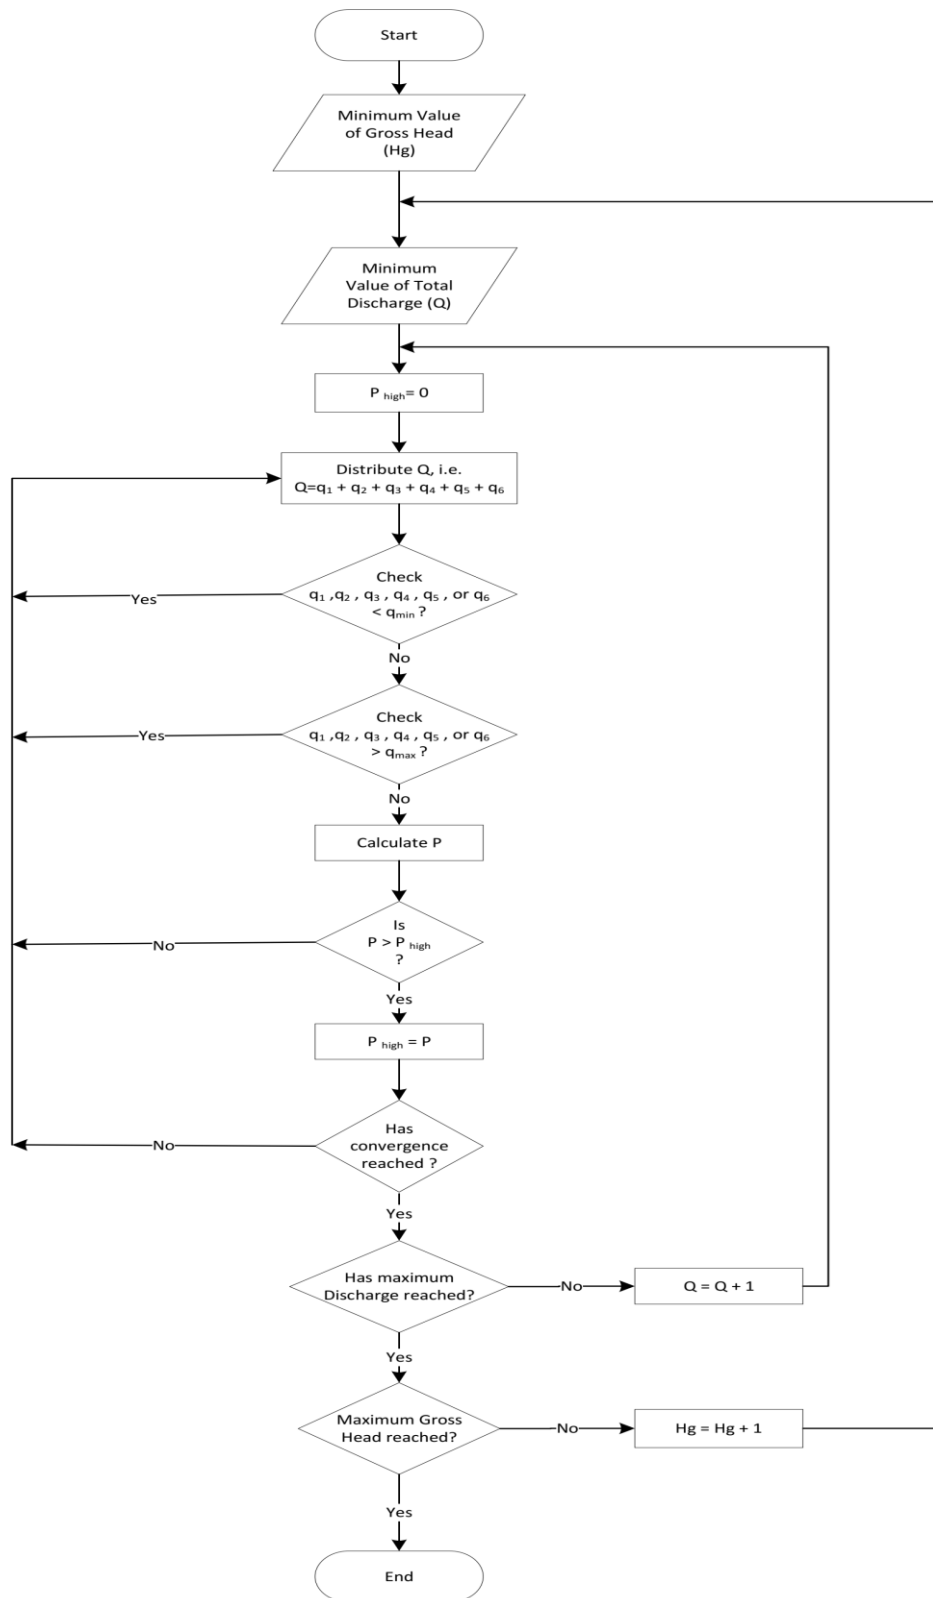 Start
Minimum Value
of Gross Head
(Hg)
Minimum
Value of Total
Discharge (Q)
P high= 0
Distribute Q, i.e.
Q=q₁ + q₂ + q₃ + q₄ + q₅ + q₆
Check
q₁ ,q₂ , q₃ , q₄ , q₅ , or q₆
< qmin ?
Yes
No
Check
q₁ ,q₂ , q₃ , q₄ , q₅ , or q₆
> qmax ?
Yes
No
Calculate P
Is
P > P high
?
No
Yes
P high = P
Has
convergence
reached ?
No
Yes
Has maximum
Discharge reached?
No
Q = Q + 1
Yes
Maximum Gross
Head reached?
No
Hg = Hg + 1
Yes
End